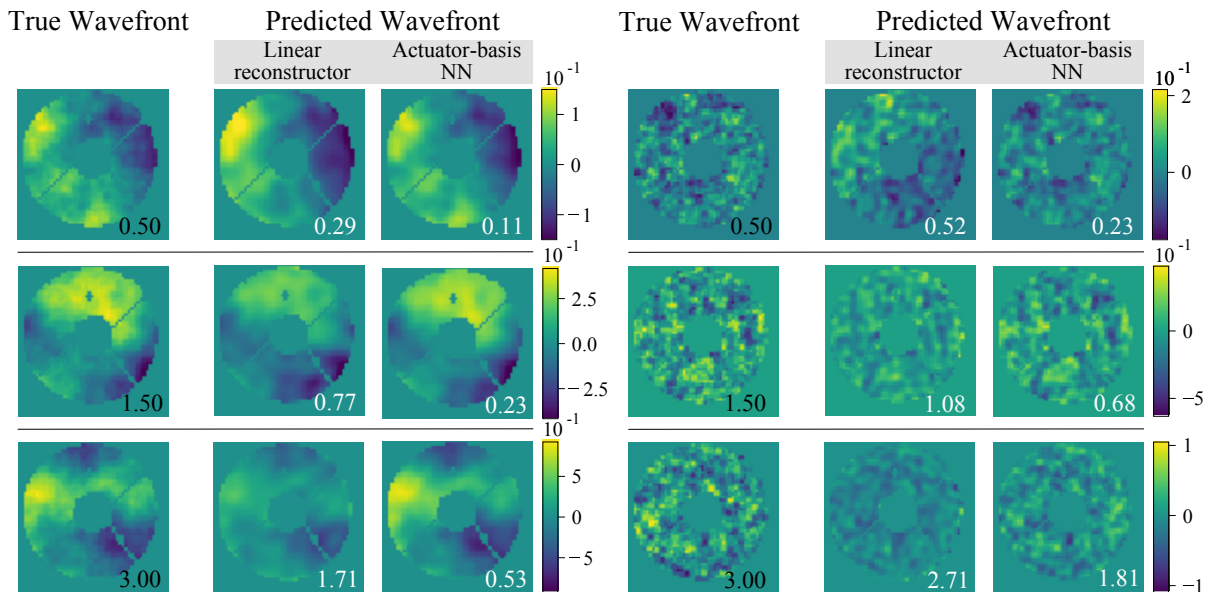 True Wavefront Predicted Wavefront True Wavefront Predicted Wavefront
Linear reconstructor Actuator-basis NN Linear reconstructor Actuator-basis NN
10^-1 10^-1
1 2
0 0
−1
0.50 0.29 0.11 0.50 0.52 0.23
10^-1 10^-1
2.5
0.0 0
−2.5
−5
1.50 0.77 0.23 1.50 1.08 0.68
10^-1
5 1
0 0
−5
−1
3.00 1.71 0.53 3.00 2.71 1.81